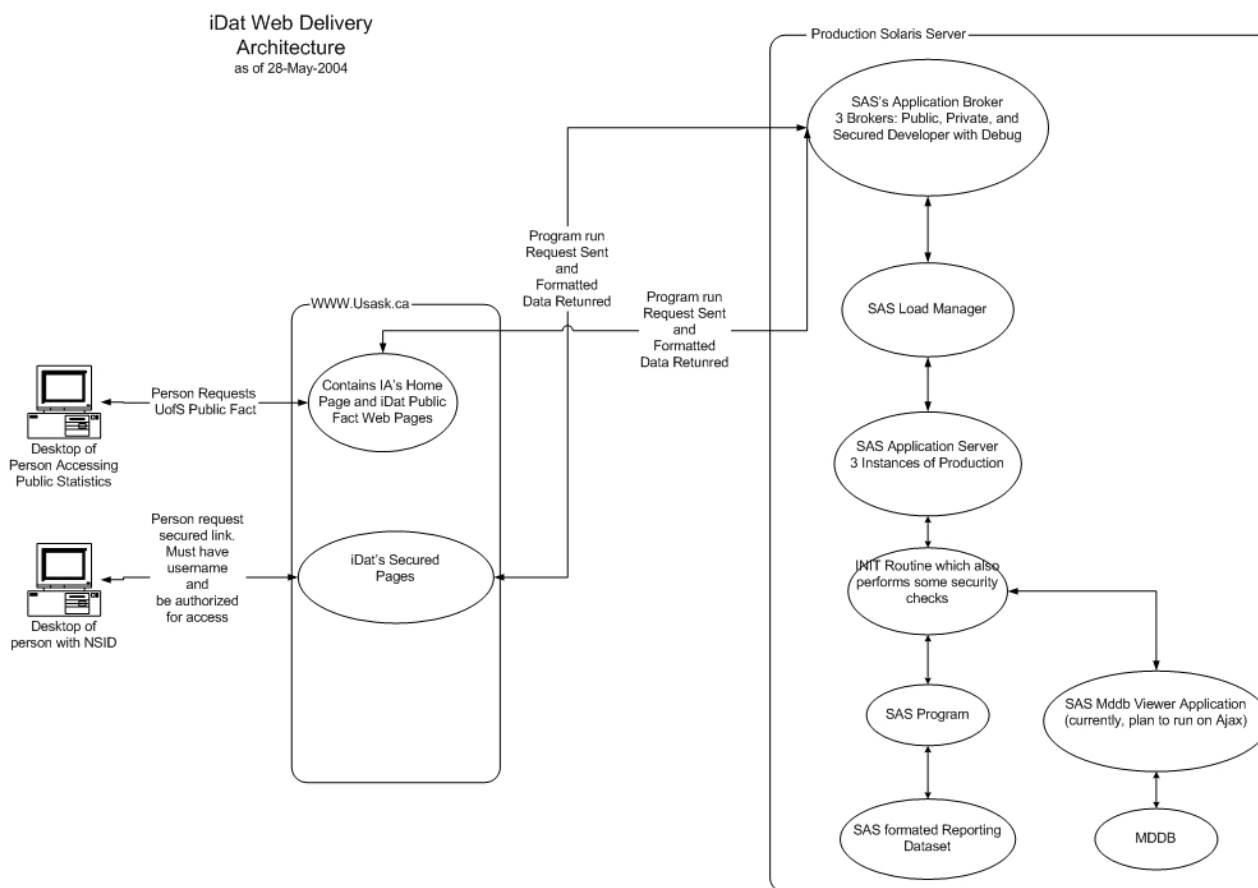 iDat Web Delivery
Architecture
as of 28-May-2004
Production Solaris Server
SAS's Application Broker
3 Brokers: Public, Private, and
Secured Developer with Debug
Program run
Request Sent
and
Formatted
Data Retunred
Program run
Request Sent
and
Formatted
Data Retunred
SAS Load Manager
WWW.Usask.ca
Contains IA's Home
Page and iDat Public
Fact Web Pages
Person Requests
UofS Public Fact
Desktop of
Person Accessing
Public Statistics
SAS Application Server
3 Instances of Production
Person request
secured link.
Must have
username
and
be authorized
for access
iDat's Secured
Pages
Desktop of
person with NSID
INIT Routine which also
performs some security
checks
SAS Program
SAS Mddb Viewer Application
(currently, plan to run on Ajax)
SAS formated Reporting
Dataset
MDDB